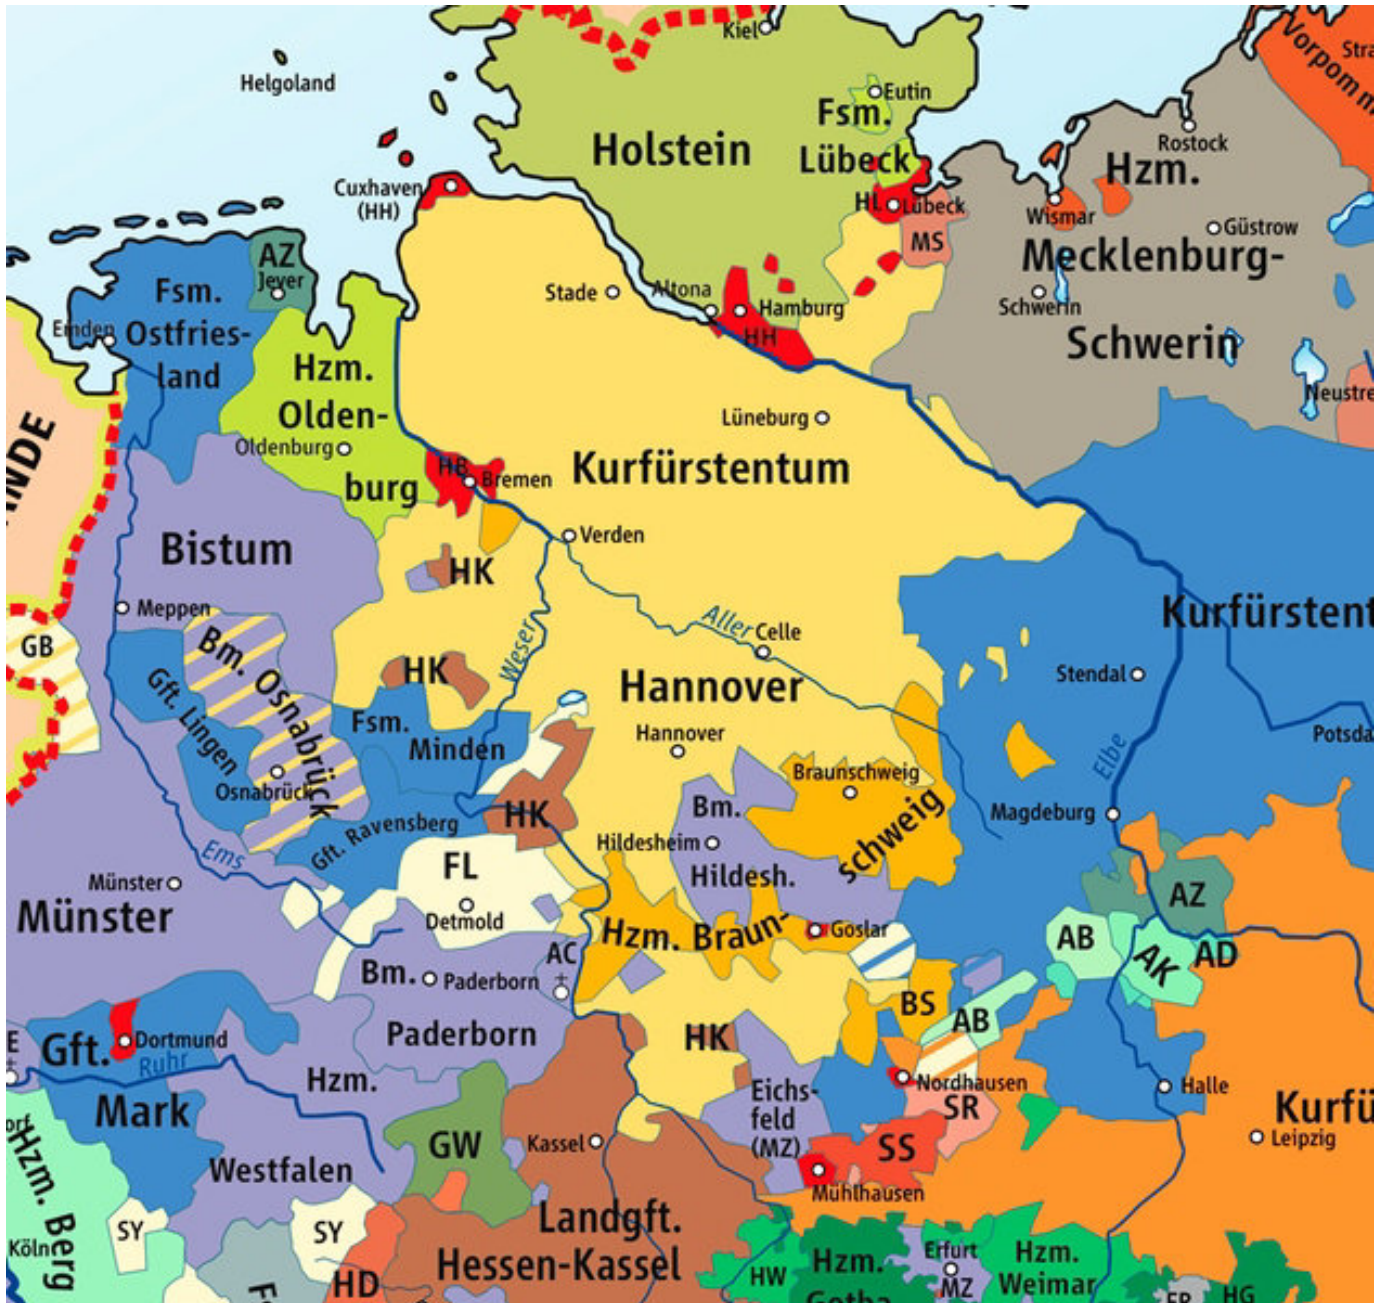 Kiel
Stra
Vorpomm
Helgoland
Eutin
Fsm.
Lübeck
Holstein
Rostock
Hzm.
Cuxhaven
(HH)
HL
Lübeck
Wismar
Güstrow
MS
Mecklenburg-
AZ
Jever
Fsm.
Ostfries-
land
Stade
Altona
Hamburg
HH
Schwerin
Schwerin
Emden
Hzm.
Olden-
burg
Oldenburg
Neustre
Lüneburg
NDE
Kurfürstentum
HB
Bremen
Verden
Bistum
HK
Meppen
Kurfürstent
GB
Bm. Osnabrück
Aller
Celle
Weser
HK
Hannover
Stendal
Gft. Lingen
Fsm.
Minden
Hannover
Potsda
Elbe
Osnabrück
Braunschweig
Bm.
HK
Magdeburg
Gft. Ravensberg
Hildesheim
schweig
Ems
FL
Hildesh.
Münster
Münster
Detmold
AZ
Hzm. Braun-
Goslar
AB
AK
AD
AC
Bm.
Paderborn
Paderborn
BS
AB
E
Gft.
Dortmund
Ruhr
HK
Hzm.
Mark
Eichs-
feld
(MZ)
Nordhausen
SR
Halle
Kurfü
Leipzig
GW
Kassel
SS
Westfalen
Mühlhausen
Hzm. Berg
SY
SY
Köln
Landgft.
Hessen-Kassel
HD
HW
Hzm.
Gotha
Erfurt
MZ
Hzm.
Weimar
HG